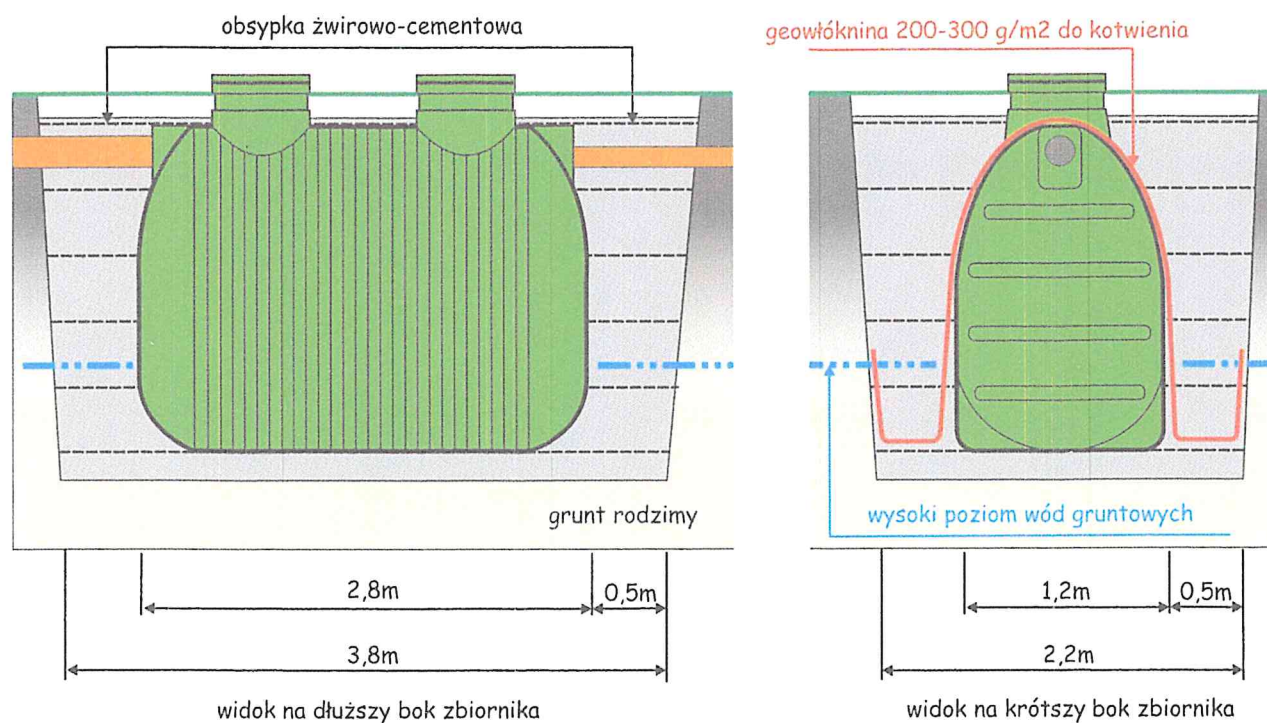 obsypka żwirowo-cementowa
geowłóknina 200-300 g/m2 do kotwienia
grunt rodzimy
wysoki poziom wód gruntowych
2,8m
0,5m
1,2m
0,5m
3,8m
2,2m
widok na dłuższy bok zbiornika
widok na krótszy bok zbiornika